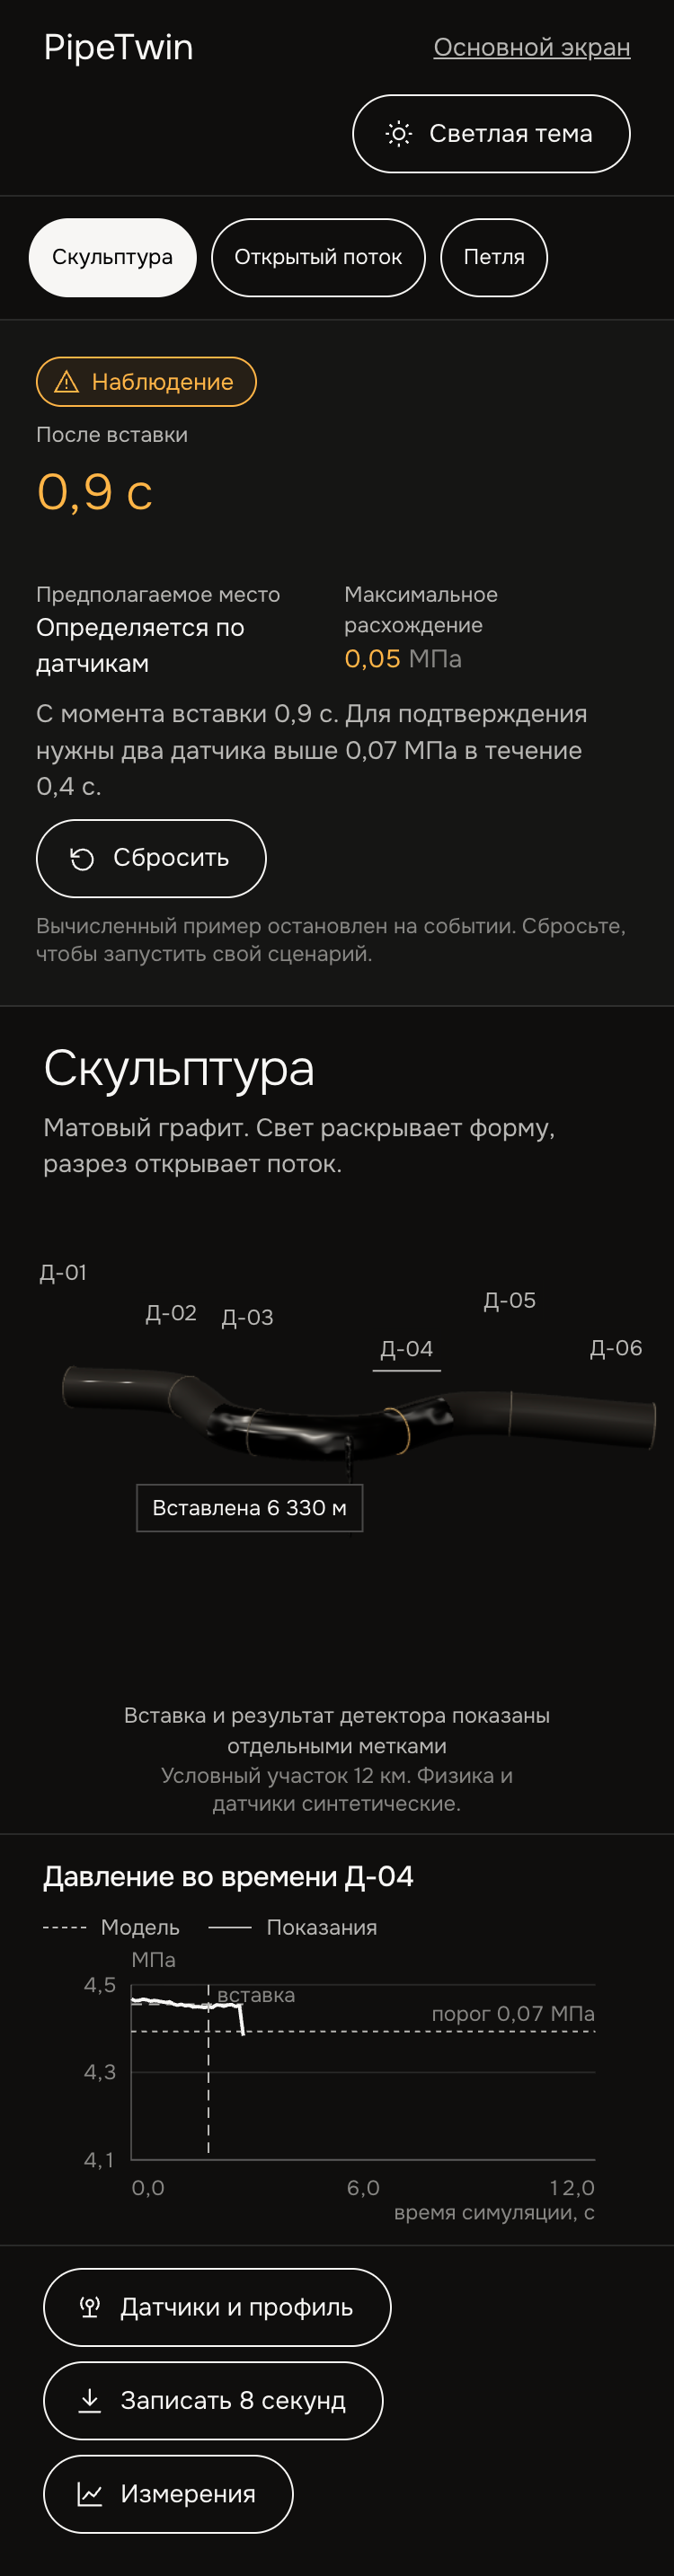 PipeTwin
Основной экран
Светлая тема
Скульптура
Открытый поток
Петля
Наблюдение
После вставки
0,9 с
Предполагаемое место
Определяется по
датчикам
Максимальное
расхождение
0,05 МПа
С момента вставки 0,9 с. Для подтверждения
нужны два датчика выше 0,07 МПа в течение
0,4 с.
Сбросить
Вычисленный пример остановлен на событии. Сбросьте,
чтобы запустить свой сценарий.
Скульптура
Матовый графит. Свет раскрывает форму,
разрез открывает поток.
Д-01
Д-02
Д-03
Д-04
Д-05
Д-06
Вставлена 6 330 м
Вставка и результат детектора показаны
отдельными метками
Условный участок 12 км. Физика и
датчики синтетические.
Давление во времени Д-04
Модель
Показания
МПа
4,5
вставка
порог 0,07 МПа
4,3
4,1
0,0
6,0
12,0
время симуляции, с
Датчики и профиль
Записать 8 секунд
Измерения